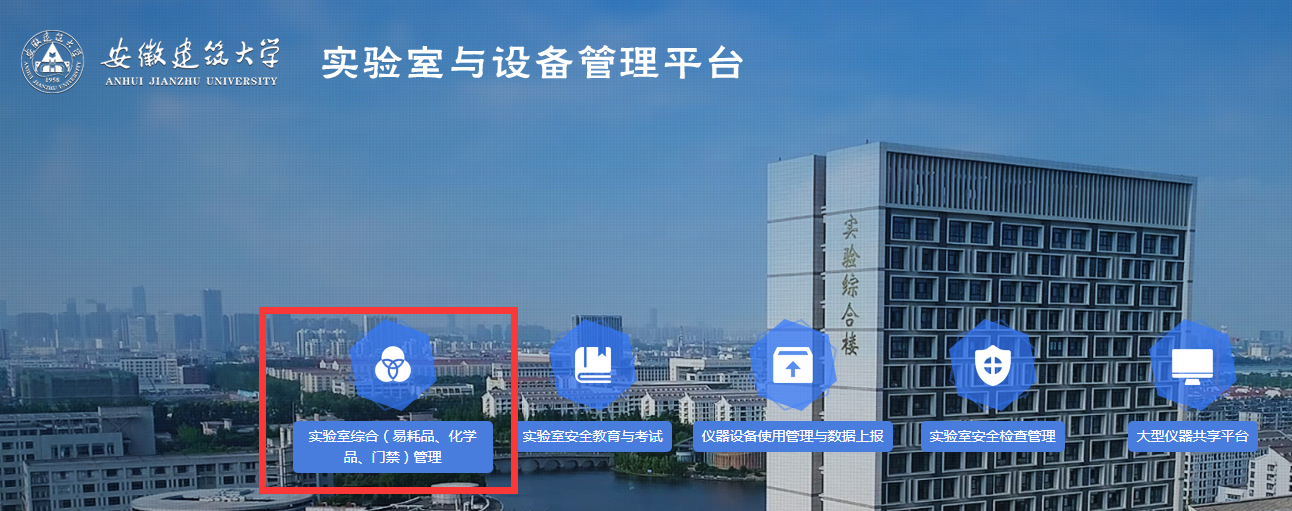 安徽建筑大学
ANHUI JIANZHU UNIVERSITY
1958
实验室与设备管理平台
实验综合楼
实验室综合（易耗品、化学
品、门禁）管理
实验室安全教育与考试
仪器设备使用管理与数据上报
实验室安全检查管理
大型仪器共享平台